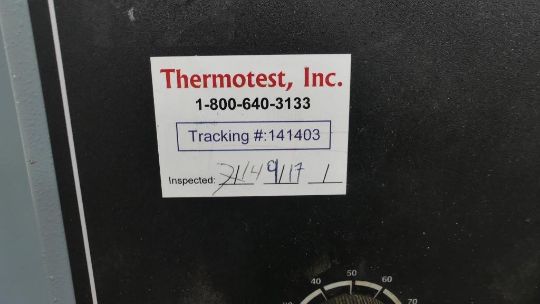 Thermotest, Inc.
1-800-640-3133
Tracking #:141403
Inspected:
40 50 60
70